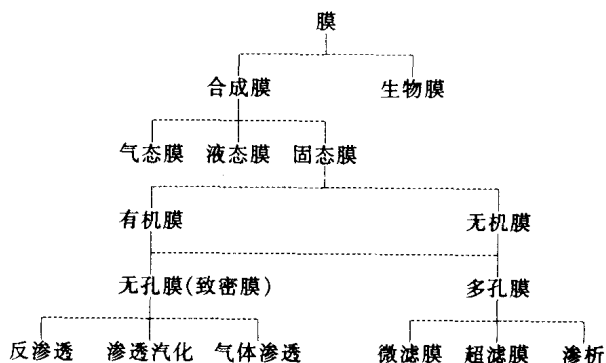 膜
合成膜 生物膜
气态膜 液态膜 固态膜
有机膜 无机膜
无孔膜(致密膜) 多孔膜
反渗透 渗透汽化 气体渗透 微滤膜 超滤膜 渗析